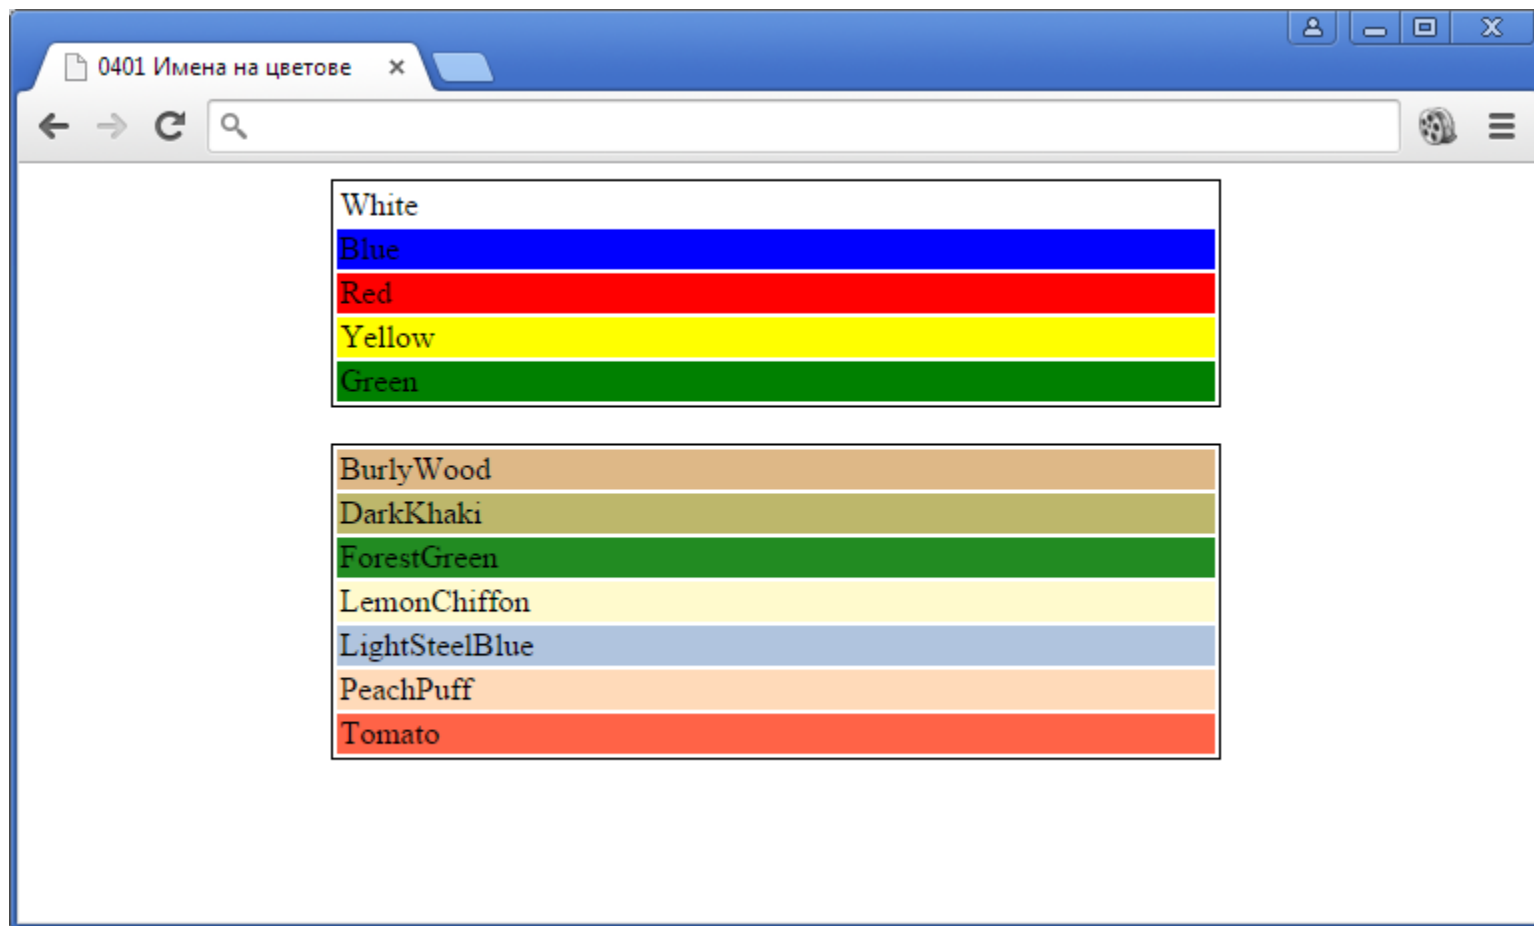 0401 Имена на цветове
White
Blue
Red
Yellow
Green
BurlyWood
DarkKhaki
ForestGreen
LemonChiffon
LightSteelBlue
PeachPuff
Tomato